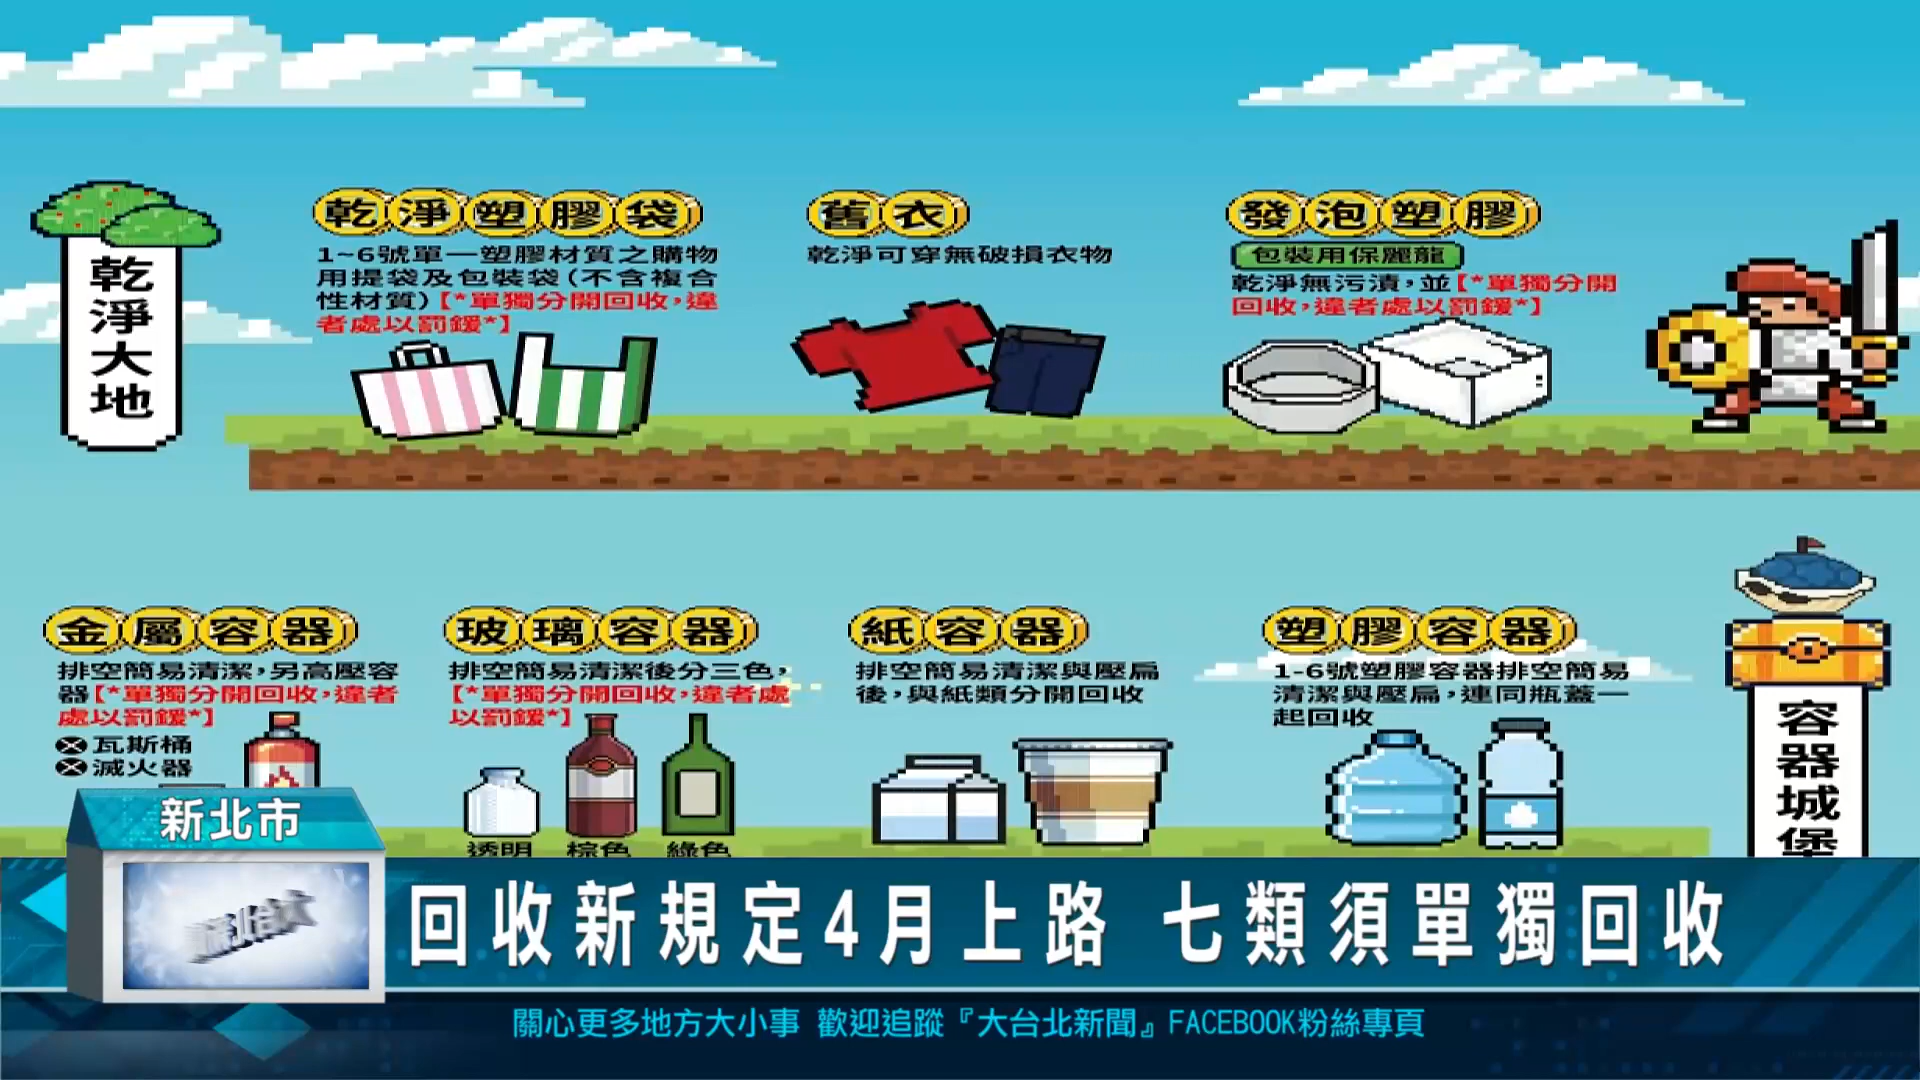 乾淨大地
乾淨塑膠袋
1~6號單一塑膠材質之購物
用提袋及包裝袋(不含複合
性材質)【*單獨分開回收,違
者處以罰鍰*】
舊衣
乾淨可穿無破損衣物
發泡塑膠
包裝用保麗龍
乾淨無污漬,並【*單獨分開
回收,違者處以罰鍰*】
金屬容器
排空簡易清潔,另高壓容
器【*單獨分開回收,違者
處以罰鍰*】
瓦斯桶
滅火器
玻璃容器
排空簡易清潔後分三色,
【*單獨分開回收,違者處
以罰鍰*】
透明 棕色 綠色
紙容器
排空簡易清潔與壓扁
後,與紙類分開回收
塑膠容器
1-6號塑膠容器排空簡易
清潔與壓扁,連同瓶蓋一
起回收
容器城堡
新北市
回收新規定4月上路 七類須單獨回收
關心更多地方大小事 歡迎追蹤『大台北新聞』FACEBOOK粉絲專頁